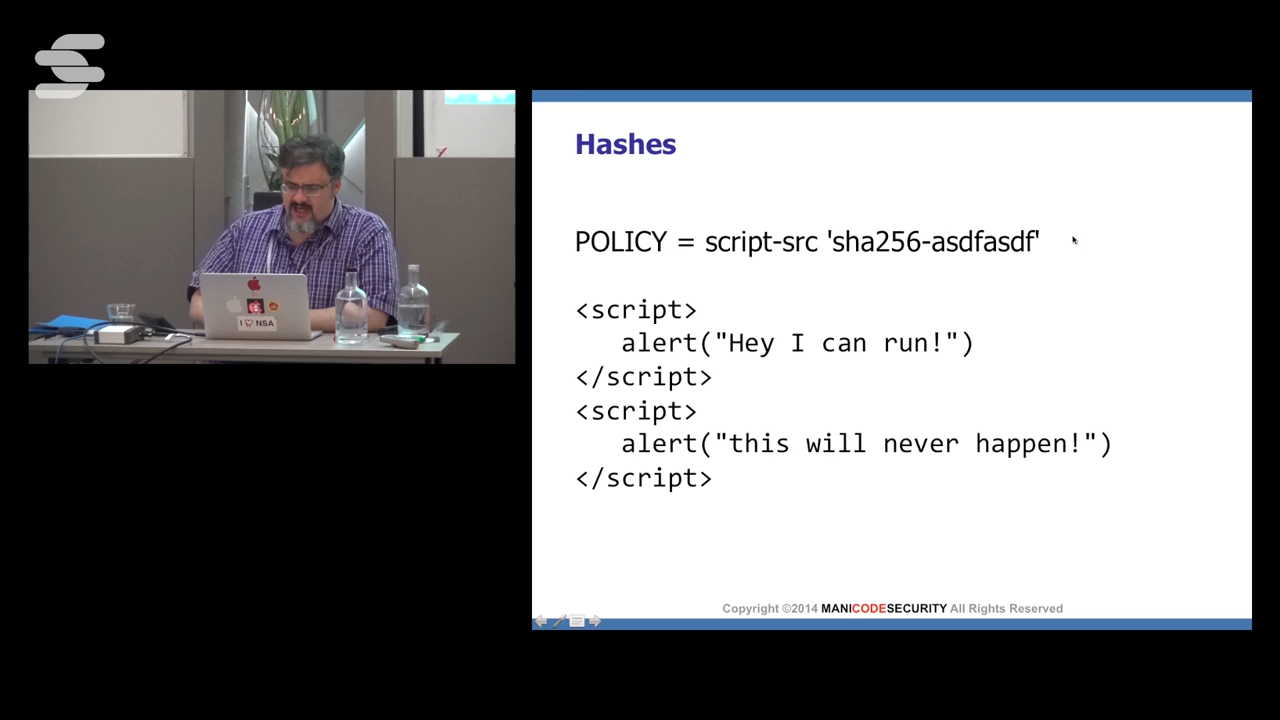 I ♡ NSA
Hashes
POLICY = script-src 'sha256-asdfasdf'
<script>
alert("Hey I can run!")
</script>
<script>
alert("this will never happen!")
</script>
Copyright ©2014 MANICODESECURITY All Rights Reserved